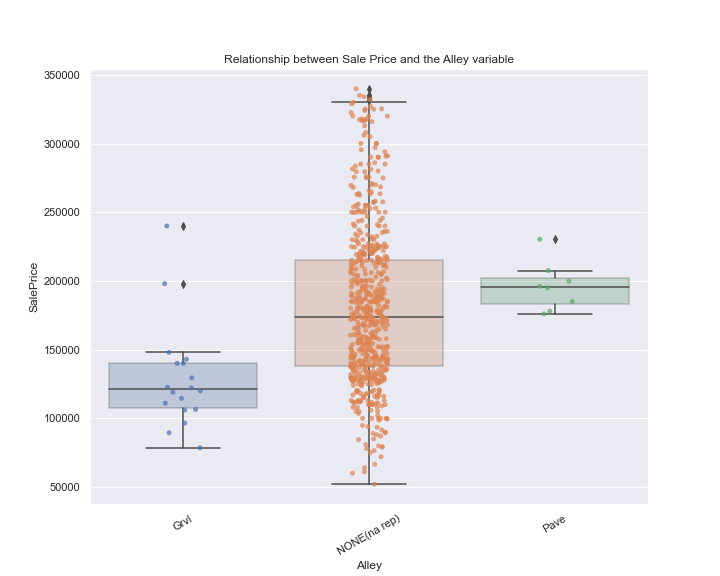 Relationship between Sale Price and the Alley variable
350000
300000
250000
200000
150000
100000
50000
SalePrice
Grvl
NONE(na rep)
Pave
Alley